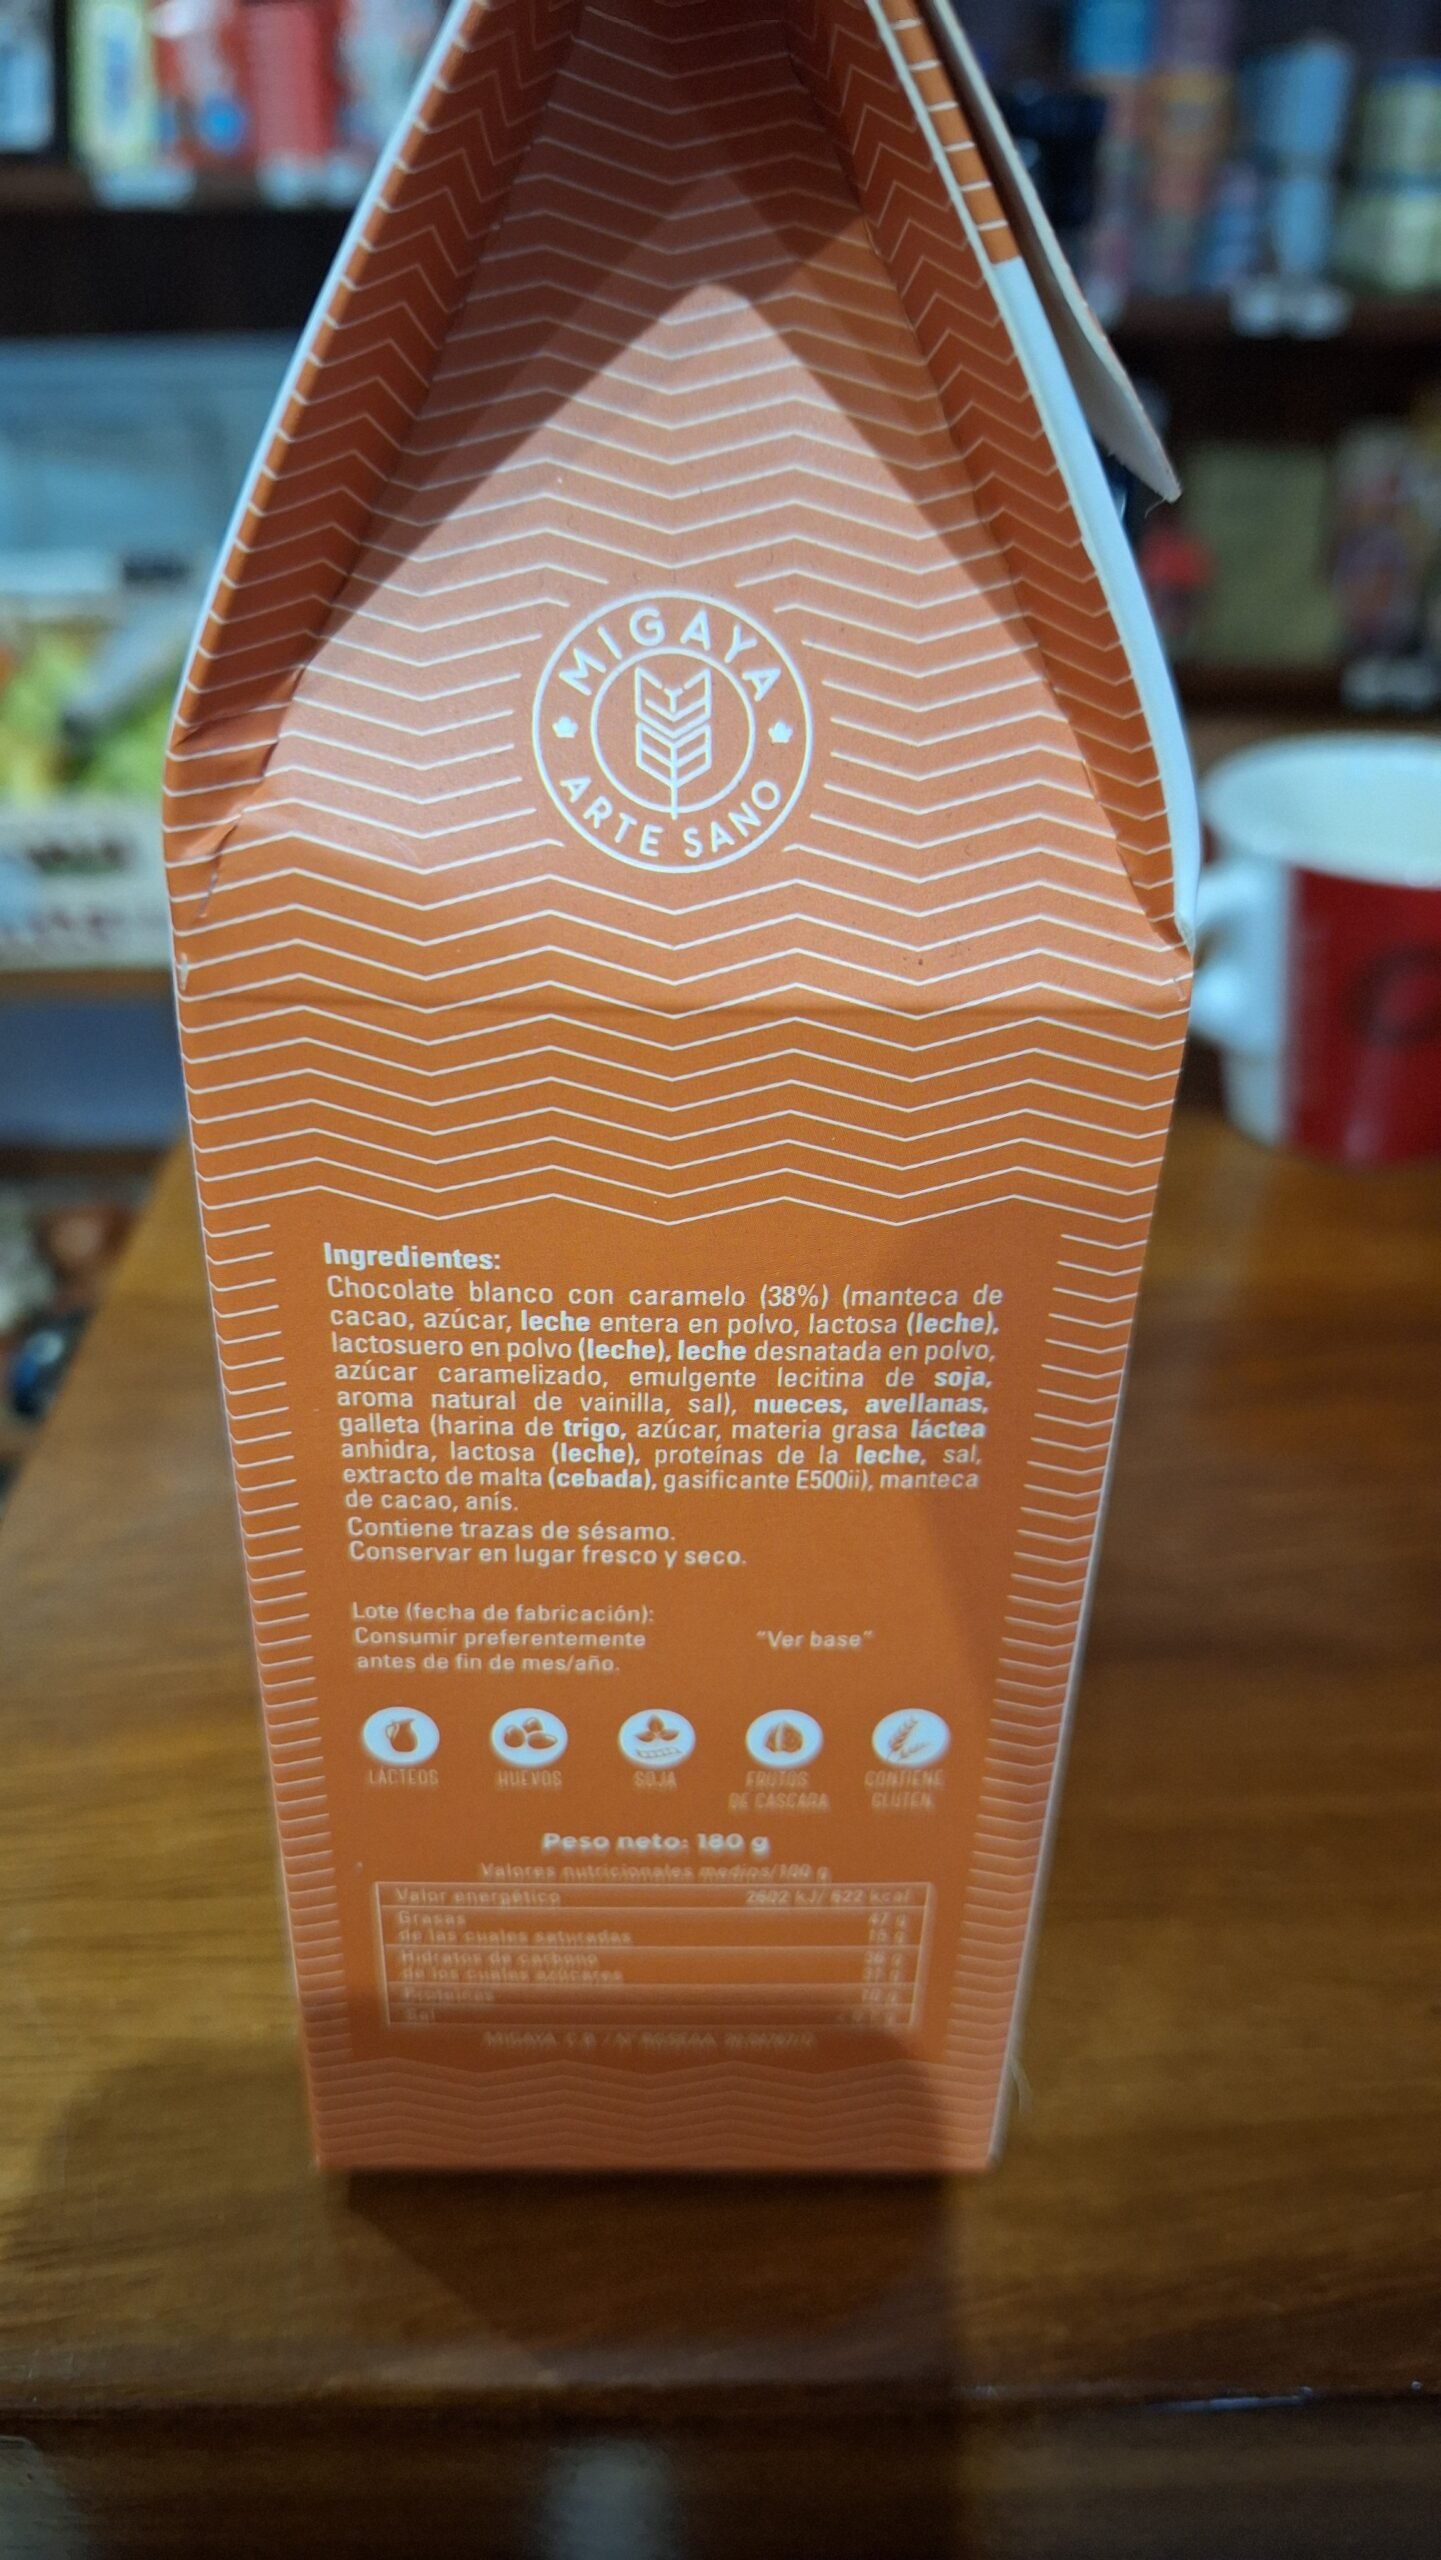 MIGAYA
ARTE SANO
Ingredientes:
Chocolate blanco con caramelo (38%) (manteca de
cacao, azúcar, leche entera en polvo, lactosa (leche),
lactosuero en polvo (leche), leche desnatada en polvo,
azúcar caramelizado, emulgente lecitina de soja,
aroma natural de vainilla, sal), nueces, avellanas,
galleta (harina de trigo, azúcar, materia grasa láctea
anhidra, lactosa (leche), proteínas de la leche, sal,
extracto de malta (cebada), gasificante E500ii), manteca
de cacao, anís.
Contiene trazas de sésamo.
Conservar en lugar fresco y seco.
Lote (fecha de fabricación):
Consumir preferentemente "Ver base"
antes de fin de mes/año.
LÁCTEOS HUEVOS SOJA FRUTOS CONTIENE
DE CASCARA GLUTEN
Peso neto: 180 g
Valores nutricionales medios/100 g
Valor energético 2602 kJ/ 622 kcal
Grasas 47 g
de las cuales saturadas
Hidratos de carbono
de los cuales azúcares
Proteínas
Sal
MIGAYA C.B.